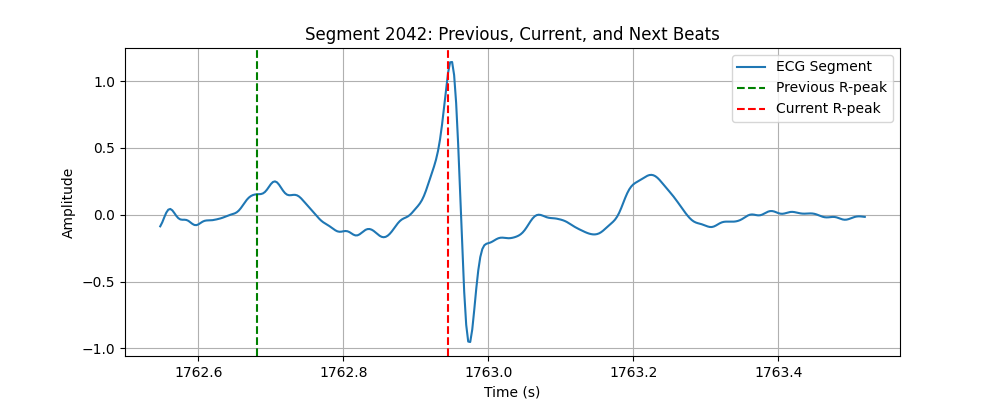 Segment 2042: Previous, Current, and Next Beats
ECG Segment
Previous R-peak
Current R-peak
Amplitude
1.0
0.5
0.0
−0.5
−1.0
1762.6 1762.8 1763.0 1763.2 1763.4
Time (s)